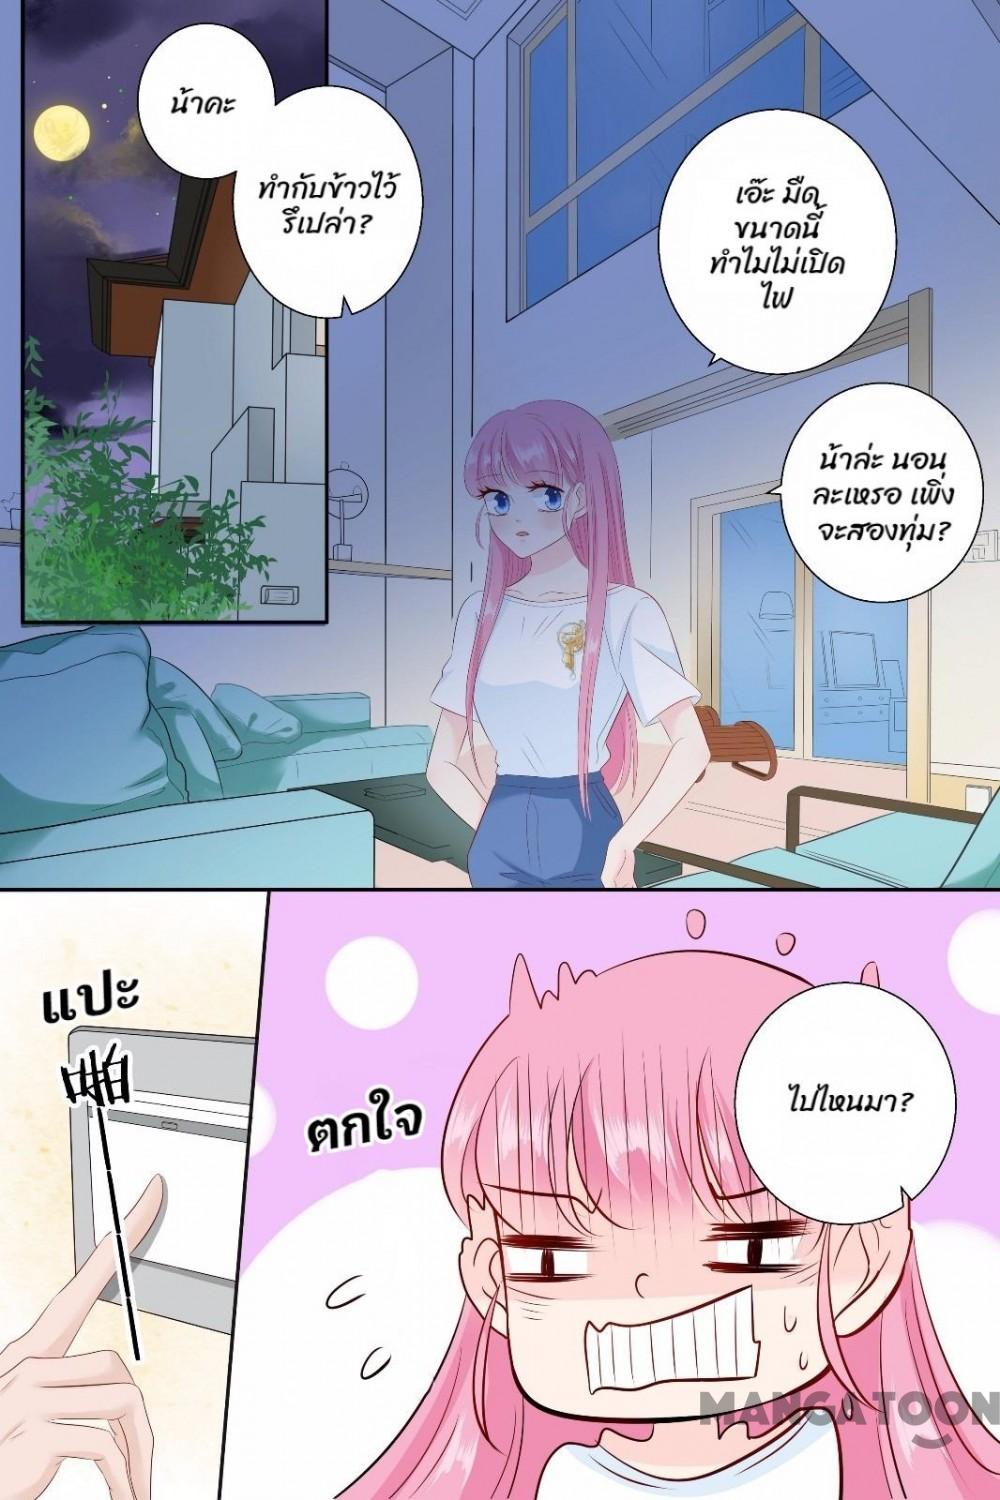 น้าคะ
ทำกับข้าวไว้
รึเปล่า?
เอ๊ะ มืด
ขนาดนี้
ทำไมไม่เปิด
ไฟ
น้าล่ะ นอน
ละเหรอ เพิ่ง
จะสองทุ่ม?
แปะ
啪
ตกใจ
ไปไหนมา?
MANGATOON